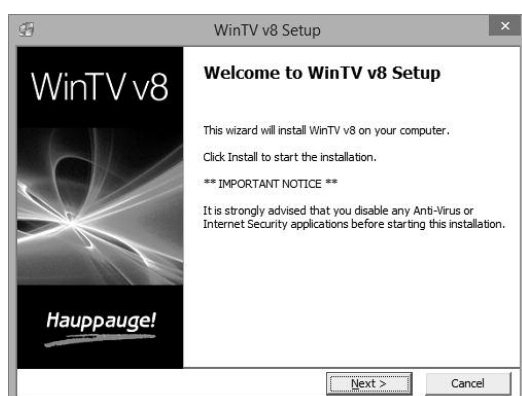 WinTV v8 Setup
WinTV v8
Hauppauge!
Welcome to WinTV v8 Setup
This wizard will install WinTV v8 on your computer.
Click Install to start the installation.
** IMPORTANT NOTICE **
It is strongly advised that you disable any Anti-Virus or
Internet Security applications before starting this installation.
Next >
Cancel